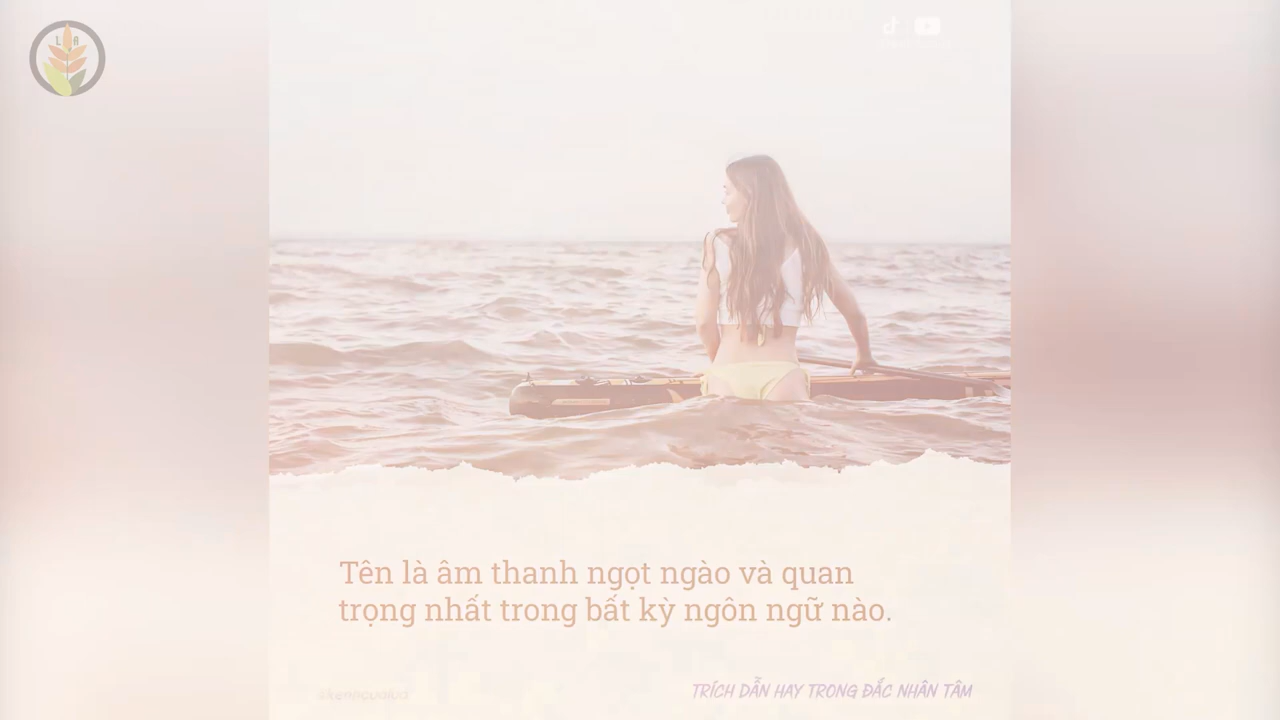 L A
Tên là âm thanh ngọt ngào và quan
trọng nhất trong bất kỳ ngôn ngữ nào.
TRÍCH DẪN HAY TRONG ĐẮC NHÂN TÂM